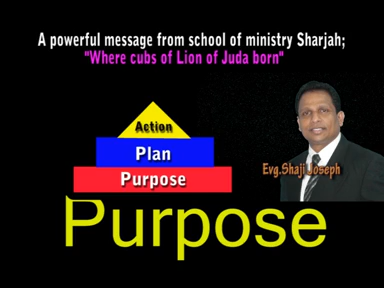 A powerful message from school of ministry Sharjah;
"Where cubs of Lion of Juda born"
Action
Plan
Purpose
Evg.Shaji Joseph
Purpose